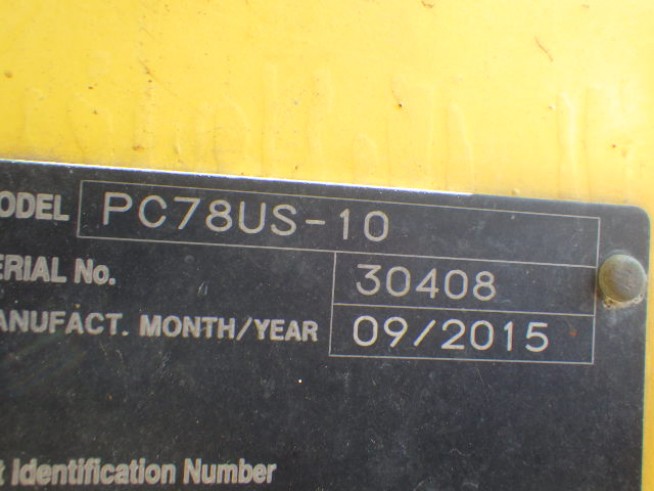 ODEL PC78US-10
ERIAL No. 30408
ANUFACT. MONTH/YEAR 09/2015
t Identification Number